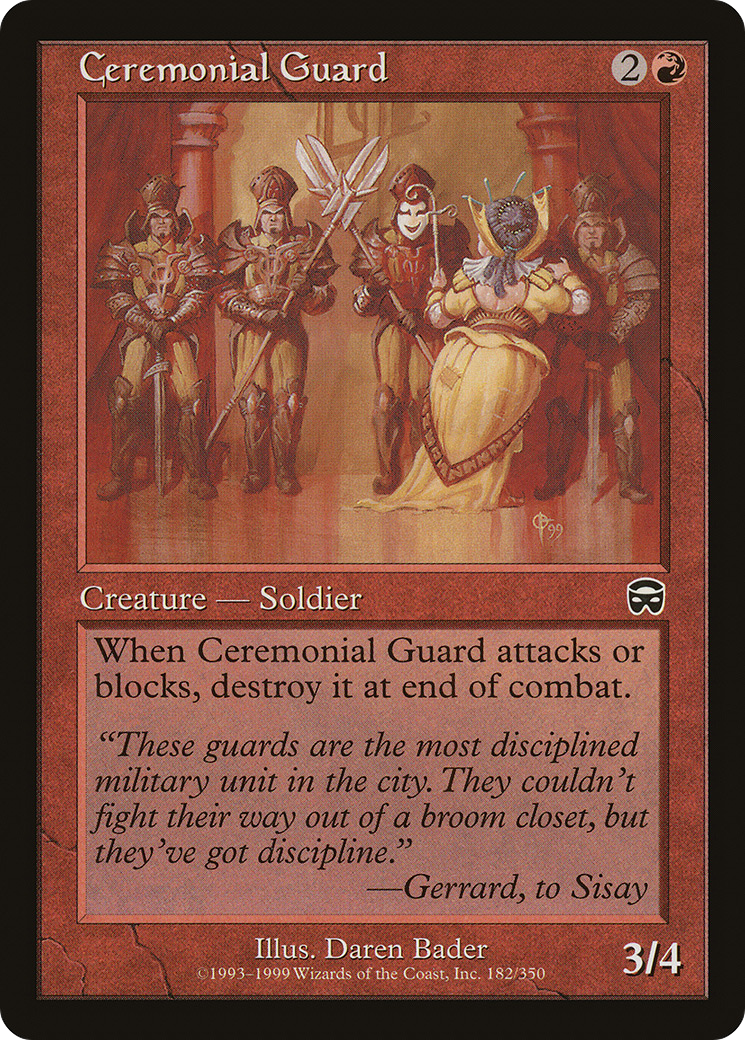 Ceremonial Guard 2
99
Creature — Soldier
When Ceremonial Guard attacks or
blocks, destroy it at end of combat.
“These guards are the most disciplined
military unit in the city. They couldn’t
fight their way out of a broom closet, but
they’ve got discipline.”
—Gerrard, to Sisay
Illus. Daren Bader
©1993–1999 Wizards of the Coast, Inc. 182/350
3/4